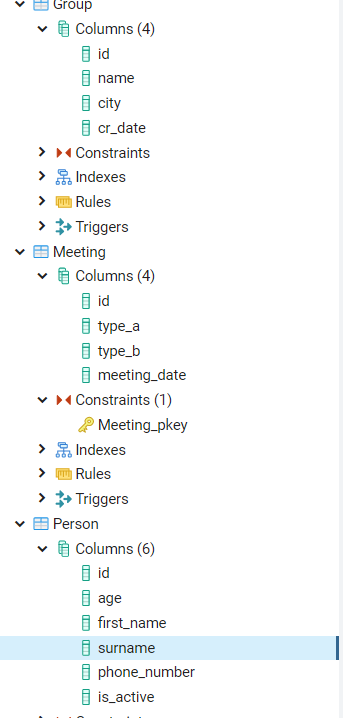 Group
Columns (4)
id
name
city
cr_date
Constraints
Indexes
Rules
Triggers
Meeting
Columns (4)
id
type_a
type_b
meeting_date
Constraints (1)
Meeting_pkey
Indexes
Rules
Triggers
Person
Columns (6)
id
age
first_name
surname
phone_number
is_active